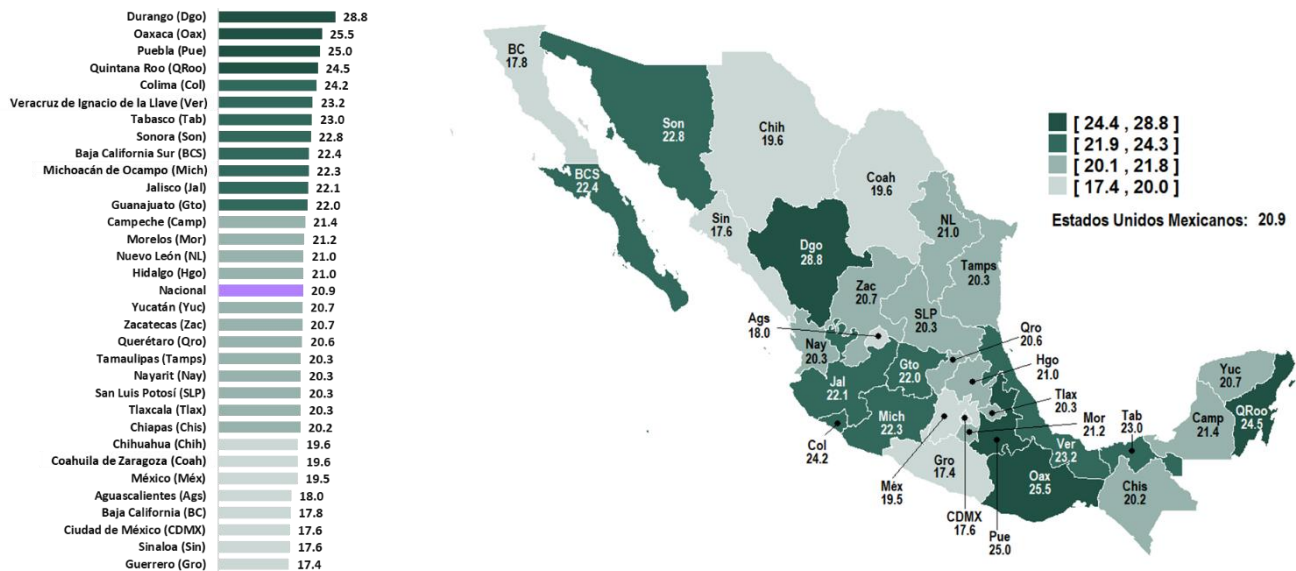 Durango (Dgo) 28.8
Oaxaca (Oax) 25.5
Puebla (Pue) 25.0
Quintana Roo (QRoo) 24.5
Colima (Col) 24.2
Veracruz de Ignacio de la Llave (Ver) 23.2
Tabasco (Tab) 23.0
Sonora (Son) 22.8
Baja California Sur (BCS) 22.4
Michoacán de Ocampo (Mich) 22.3
Jalisco (Jal) 22.1
Guanajuato (Gto) 22.0
Campeche (Camp) 21.4
Morelos (Mor) 21.2
Nuevo León (NL) 21.0
Hidalgo (Hgo) 21.0
Nacional 20.9
Yucatán (Yuc) 20.7
Zacatecas (Zac) 20.7
Querétaro (Qro) 20.6
Tamaulipas (Tamps) 20.3
Nayarit (Nay) 20.3
San Luis Potosí (SLP) 20.3
Tlaxcala (Tlax) 20.3
Chiapas (Chis) 20.2
Chihuahua (Chih) 19.6
Coahuila de Zaragoza (Coah) 19.6
México (Méx) 19.5
Aguascalientes (Ags) 18.0
Baja California (BC) 17.8
Ciudad de México (CDMX) 17.6
Sinaloa (Sin) 17.6
Guerrero (Gro) 17.4
BC
17.8
Son
22.8
Chih
19.6
Coah
19.6
BCS
22.4
Sin
17.6
Dgo
28.8
NL
21.0
Tamps
20.3
Zac
20.7
SLP
20.3
Ags
18.0
Nay
20.3
Qro
20.6
Hgo
21.0
Gto
22.0
Jal
22.1
Mich
22.3
Tlax
20.3
Mor
21.2
Tab
23.0
Yuc
20.7
Camp
21.4
QRoo
24.5
Col
24.2
Gro
17.4
Méx
19.5
CDMX
17.6
Pue
25.0
Ver
23.2
Oax
25.5
Chis
20.2
[ 24.4 , 28.8 ]
[ 21.9 , 24.3 ]
[ 20.1 , 21.8 ]
[ 17.4 , 20.0 ]
Estados Unidos Mexicanos: 20.9